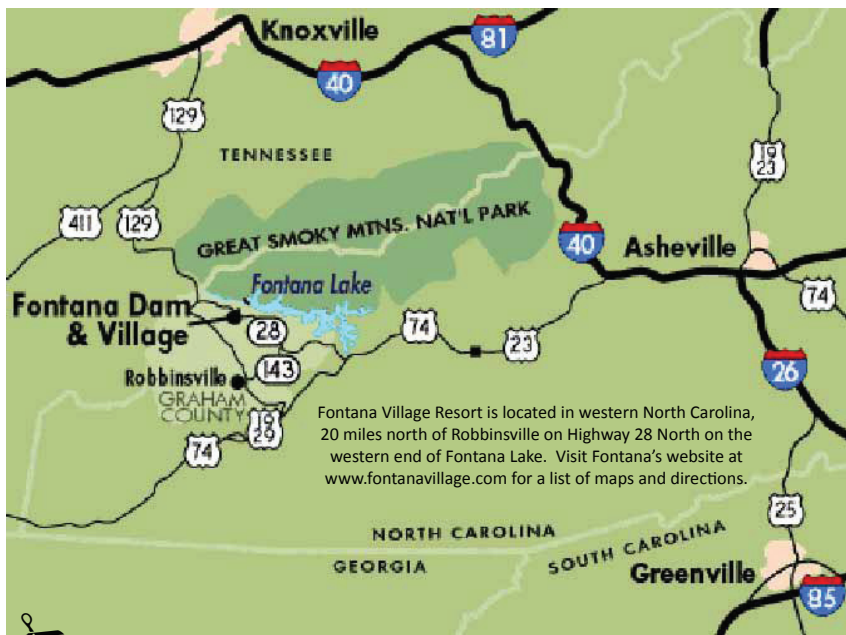 Knoxville
81
40
129
TENNESSEE
19
23
411
129
GREAT SMOKY MTNS. NAT'L PARK
40
Asheville
Fontana Lake
74
Fontana Dam
& Village
28
74
23
143
26
Robbinsville
GRAHAM
COUNTY
19
29
74
Fontana Village Resort is located in western North Carolina,
20 miles north of Robbinsville on Highway 28 North on the
western end of Fontana Lake. Visit Fontana's website at
www.fontanavillage.com for a list of maps and directions.
25
NORTH CAROLINA
SOUTH CAROLINA
GEORGIA
Greenville
85